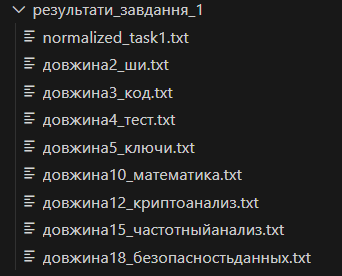 результати_завдання_1
normalized_task1.txt
довжина2_ши.txt
довжина3_код.txt
довжина4_тест.txt
довжина5_ключи.txt
довжина10_математика.txt
довжина12_криптоанализ.txt
довжина15_частотныйанализ.txt
довжина18_безопасностьданных.txt